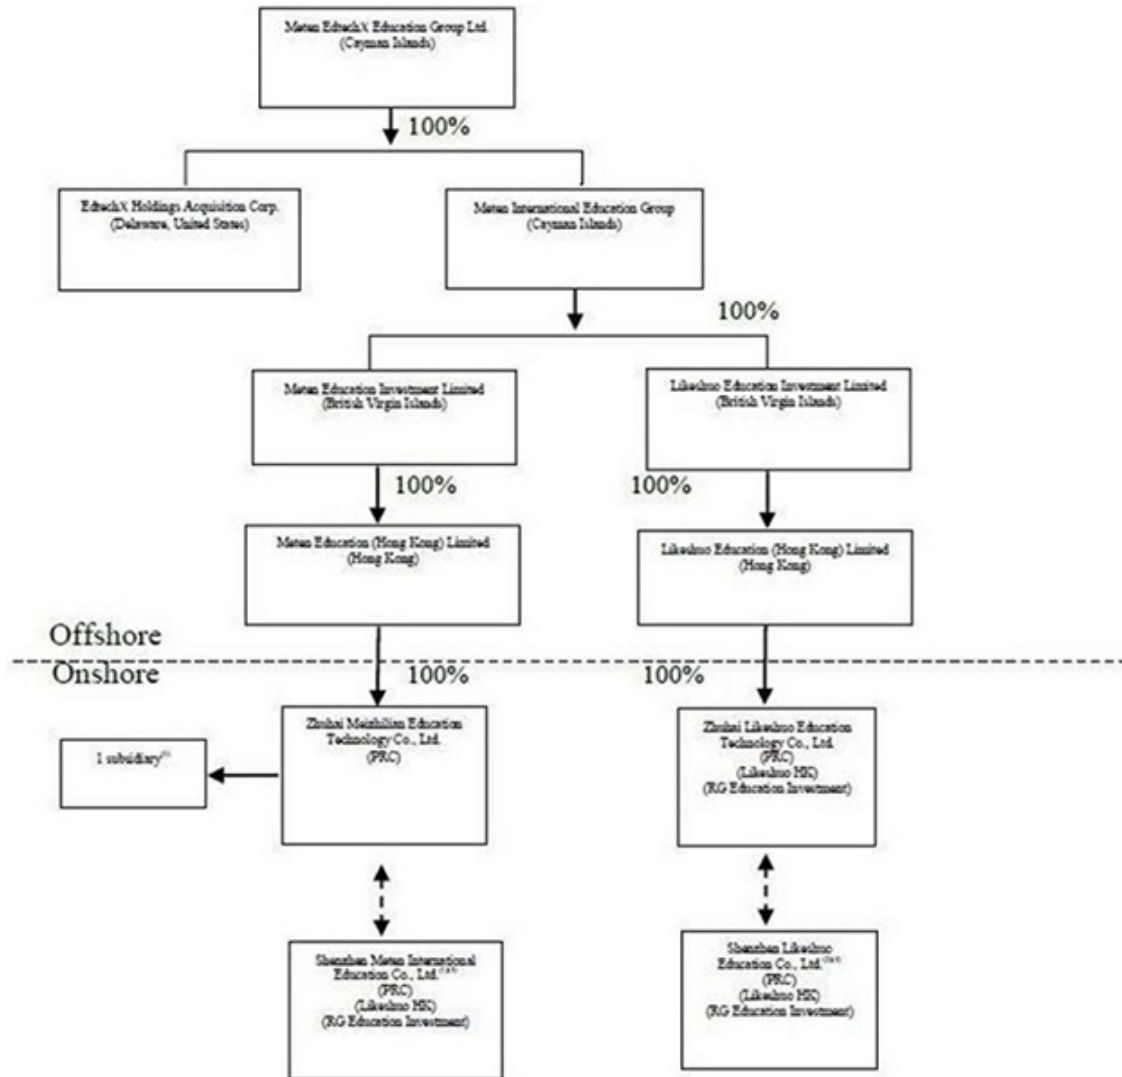 Meten EdtechX Education Group Ltd.
(Cayman Islands)
100%
EdtechX Holdings Acquisition Corp.
(Delaware, United States)
Meten International Education Group
(Cayman Islands)
100%
Meten Education Investment Limited
(British Virgin Islands)
Likeshuo Education Investment Limited
(British Virgin Islands)
100%
100%
Meten Education (Hong Kong) Limited
(Hong Kong)
Likeshuo Education (Hong Kong) Limited
(Hong Kong)
Offshore
Onshore
100%
100%
Zhuhai Meizhilian Education
Technology Co., Ltd.
(PRC)
Zhuhai Likeshuo Education
Technology Co., Ltd.
(PRC)
(Likeshuo HK)
(RG Education Investment)
1 subsidiary
Shenzhen Meten International
Education Co., Ltd.
(PRC)
(Likeshuo HK)
(RG Education Investment)
Shenzhen Likeshuo
Education Co., Ltd.
(PRC)
(Likeshuo HK)
(RG Education Investment)